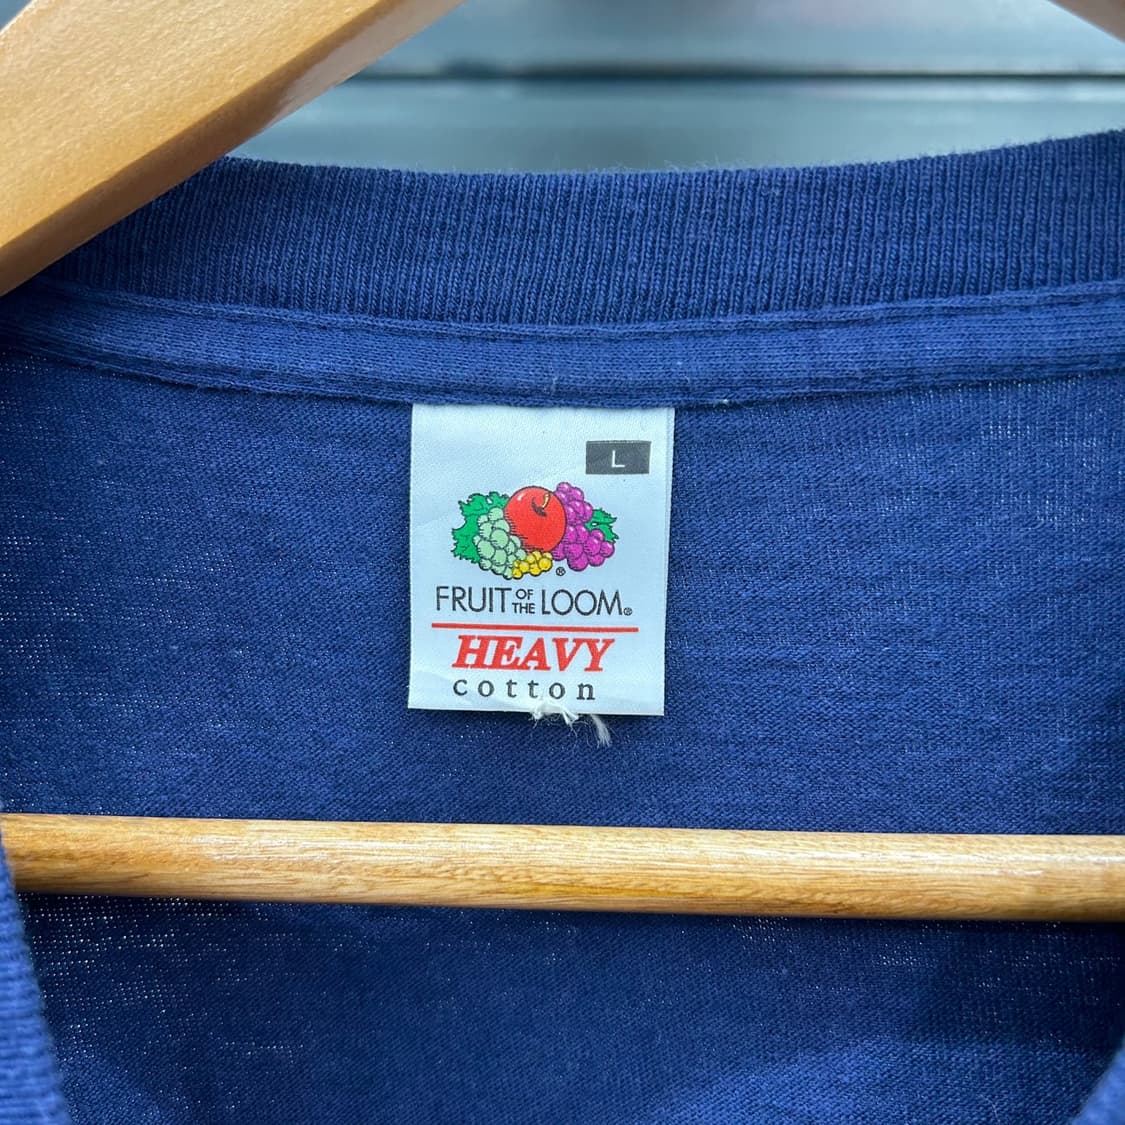 L
®
FRUIT OF THE LOOM®
HEAVY
cotton